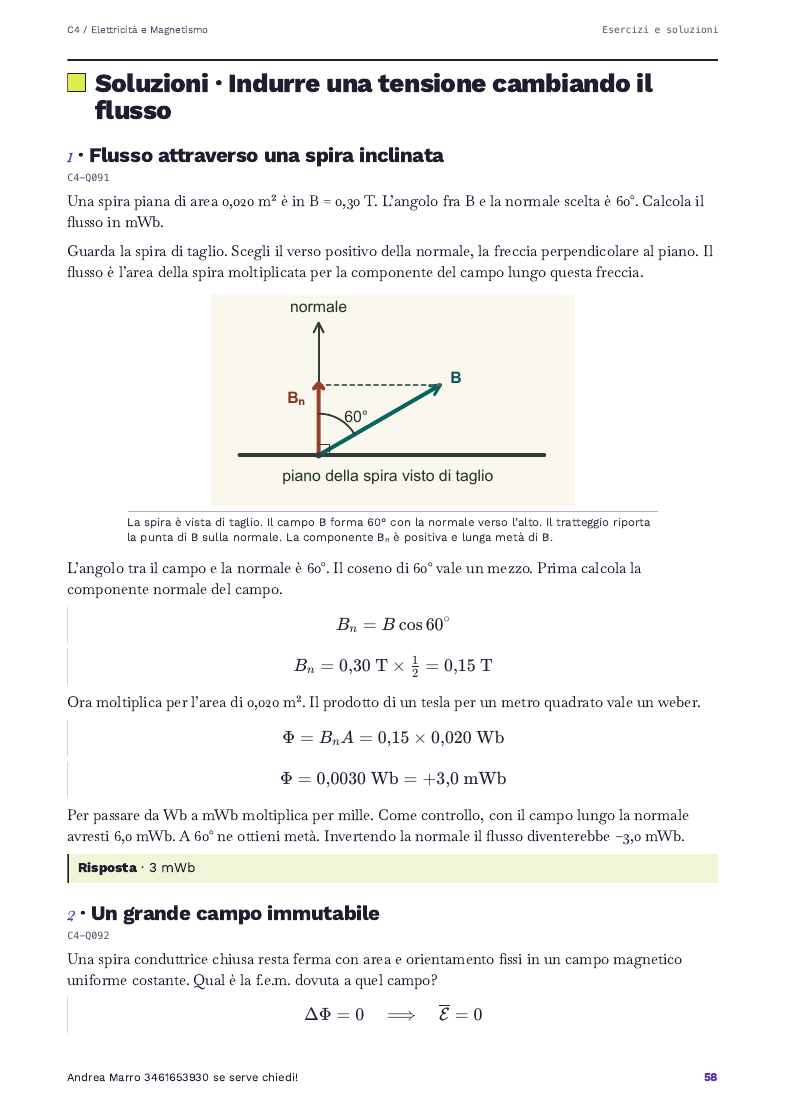 C4 / Elettricità e Magnetismo
Esercizi e soluzioni
Soluzioni · Indurre una tensione cambiando il
flusso
1 · Flusso attraverso una spira inclinata
C4-Q091
Una spira piana di area 0,020 m² è in B = 0,30 T. L'angolo fra B e la normale scelta è 60°. Calcola il
flusso in mWb.
Guarda la spira di taglio. Scegli il verso positivo della normale, la freccia perpendicolare al piano. Il
flusso è l'area della spira moltiplicata per la componente del campo lungo questa freccia.
normale
B
Bₙ
60°
piano della spira visto di taglio
La spira è vista di taglio. Il campo B forma 60° con la normale verso l'alto. Il tratteggio riporta
la punta di B sulla normale. La componente Bₙ è positiva e lunga metà di B.
L'angolo tra il campo e la normale è 60°. Il coseno di 60° vale un mezzo. Prima calcola la
componente normale del campo.
Bₙ = B cos 60°
Bₙ = 0,30 T × 1/2 = 0,15 T
Ora moltiplica per l'area di 0,020 m². Il prodotto di un tesla per un metro quadrato vale un weber.
Φ = BₙA = 0,15 × 0,020 Wb
Φ = 0,0030 Wb = +3,0 mWb
Per passare da Wb a mWb moltiplica per mille. Come controllo, con il campo lungo la normale
avresti 6,0 mWb. A 60° ne ottieni metà. Invertendo la normale il flusso diventerebbe −3,0 mWb.
Risposta · 3 mWb
2 · Un grande campo immutabile
C4-Q092
Una spira conduttrice chiusa resta ferma con area e orientamento fissi in un campo magnetico
uniforme costante. Qual è la f.e.m. dovuta a quel campo?
ΔΦ = 0 ⟹ ℰ̅ = 0
Andrea Marro 3461653930 se serve chiedi!
58